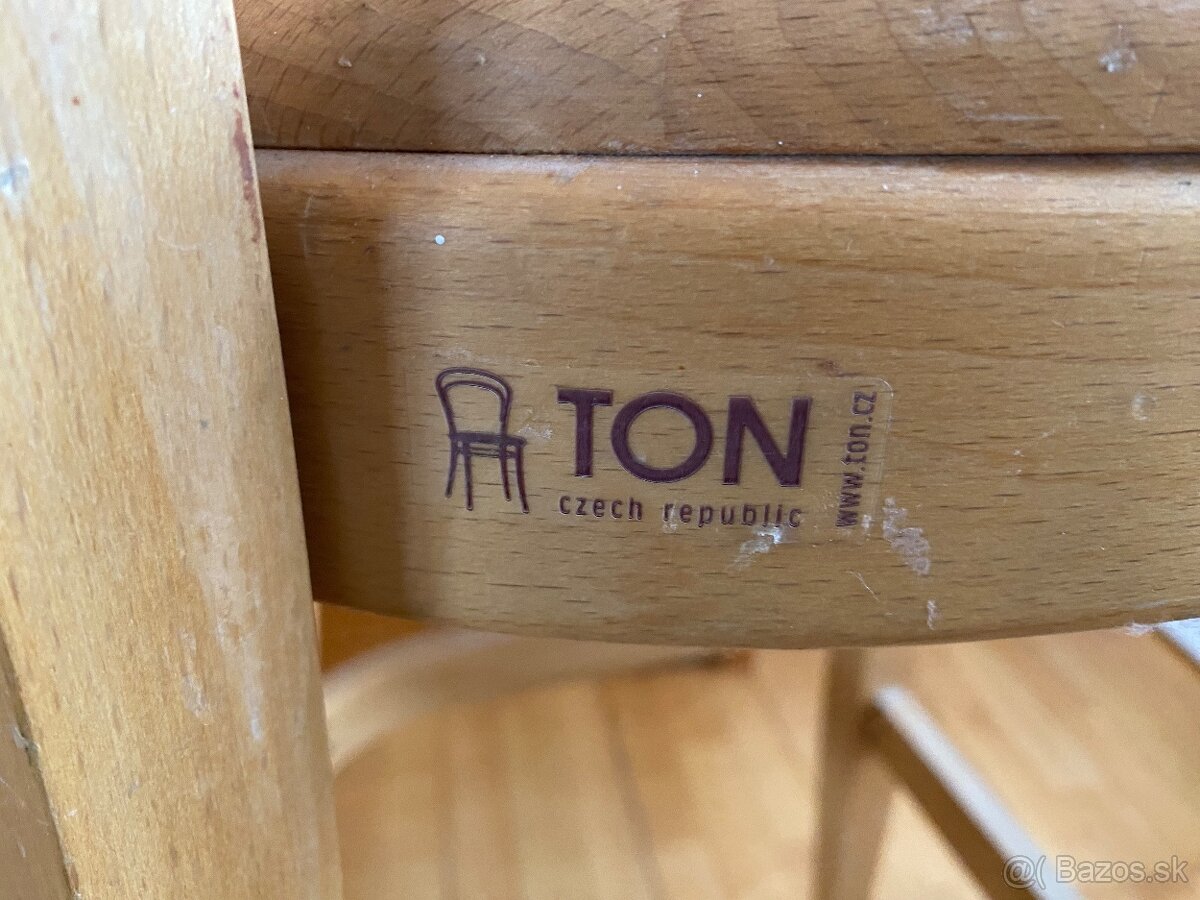 TON
czech republic
www.ton.cz
@( Bazos.sk